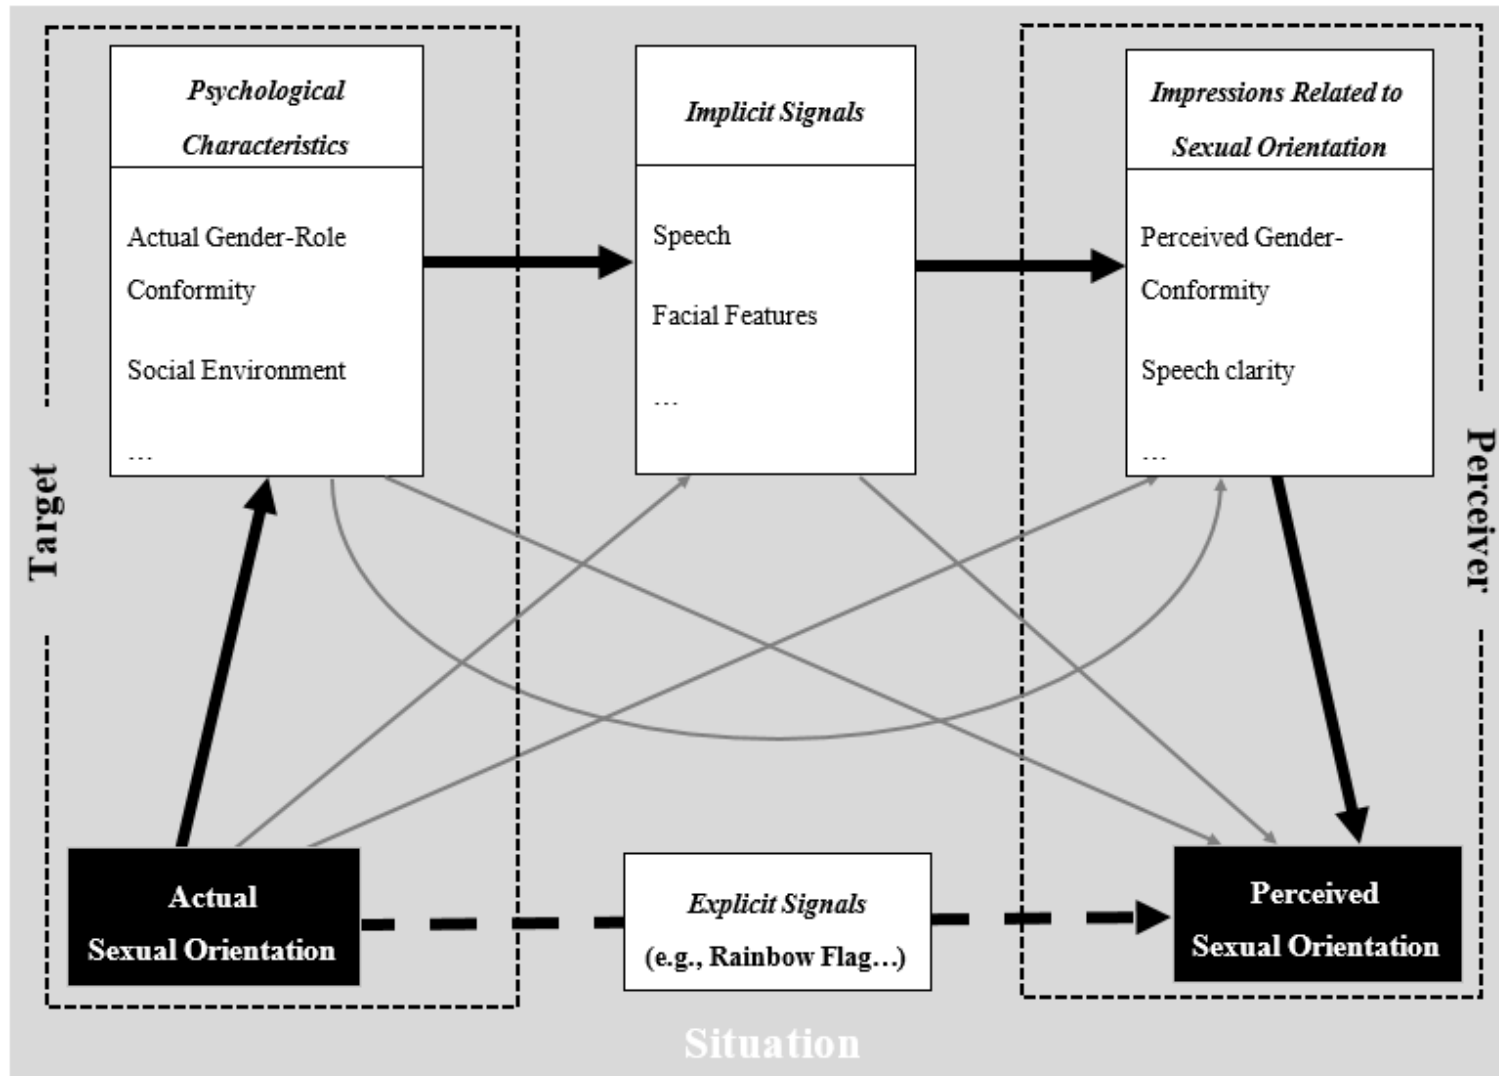 Psychological
Characteristics
Actual Gender-Role
Conformity
Social Environment
…
Implicit Signals
Speech
Facial Features
…
Impressions Related to
Sexual Orientation
Perceived Gender-
Conformity
Speech clarity
…
Target
Perceiver
Actual
Sexual Orientation
Explicit Signals
(e.g., Rainbow Flag…)
Perceived
Sexual Orientation
Situation